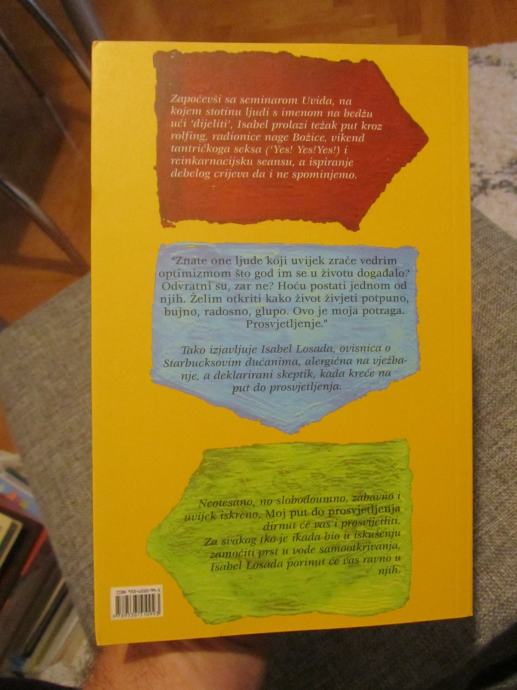 Započevši sa seminarom Uvida, na
kojem stotinu ljudi s imenom na bedžu
uči 'dijeliti', Isabel prolazi težak put kroz
rolfing, radionice nage Božice, vikend
tantričkoga seksa ('Yes! Yes!Yes!) i
reinkarnacijsku seansu, a ispiranje
debelog crijeva da i ne spominjemo.
"Znate one ljude koji uvijek zrače vedrim
optimizmom što god im se u životu događalo?
Odvratni su, zar ne? Hoću postati jednom od
njih. Želim otkriti kako život živjeti potpuno,
bujno, radosno, glupo. Ovo je moja potraga.
Prosvjetljenje."
Tako izjavljuje Isabel Losada, ovisnica o
Starbucksovim dućanima, alergična na vježba-
nje, a deklarirani skeptik, kada kreće na
put do prosvjetljenja.
Neotesano, no slobodoumno, zabavno i
uvijek iskreno, Moj put do prosvjetljenja
dirnut će vas i prosvijetliti.
Za svakog tko je ikada bio u iskušenju
zamočiti prst u vode samootkrivanja,
Isabel Losada porinut će vas ravno u
njih.